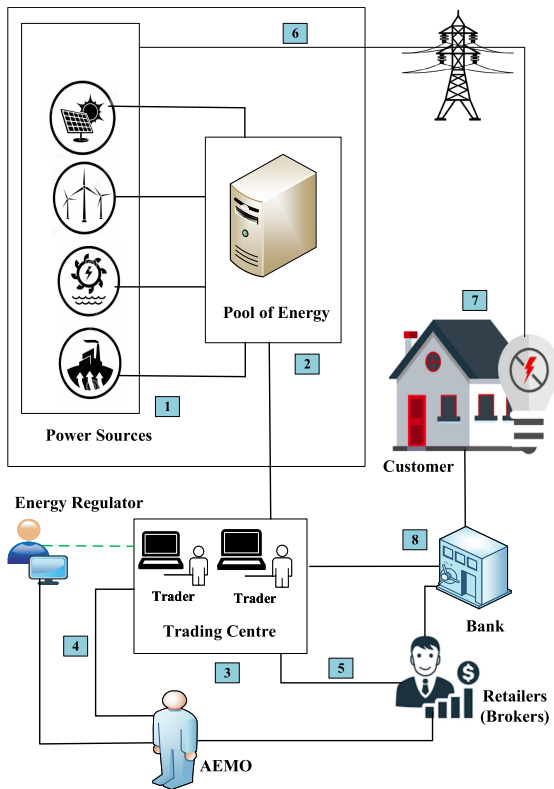 6
Pool of Energy
7
2
1
Power Sources
Customer
Energy Regulator
8
Trader
Trader
Trading Centre
Bank
4
3
5
Retailers
(Brokers)
AEMO